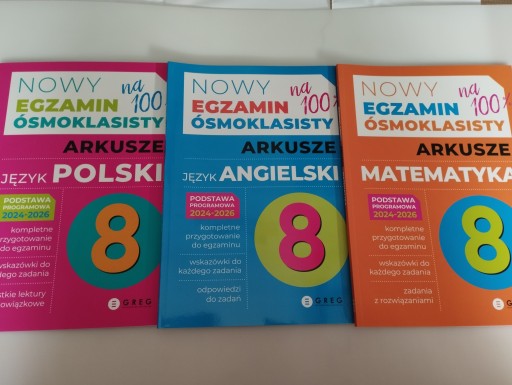 NOWY
na 100%
EGZAMIN
ÓSMOKLASISTY
ARKUSZE
JĘZYK POLSKI
PODSTAWA
PROGRAMOWA
2024-2026
kompletne
przygotowanie
do egzaminu
wskazówki do
każdego zadania
8
NOWY
na 100%
EGZAMIN
ÓSMOKLASISTY
ARKUSZE
JĘZYK ANGIELSKI
PODSTAWA
PROGRAMOWA
2024-2026
kompletne
przygotowanie
do egzaminu
wskazówki do
każdego zadania
odpowiedzi
do zadań
8
GREG
NOWY
na 100%
EGZAMIN
ÓSMOKLASISTY
ARKUSZE
MATEMATYKA
PODSTAWA
PROGRAMOWA
2024-2026
kompletne
przygotowanie
do egzaminu
wskazówki do
każdego zadania
zadania
z rozwiązaniami
8
GREG